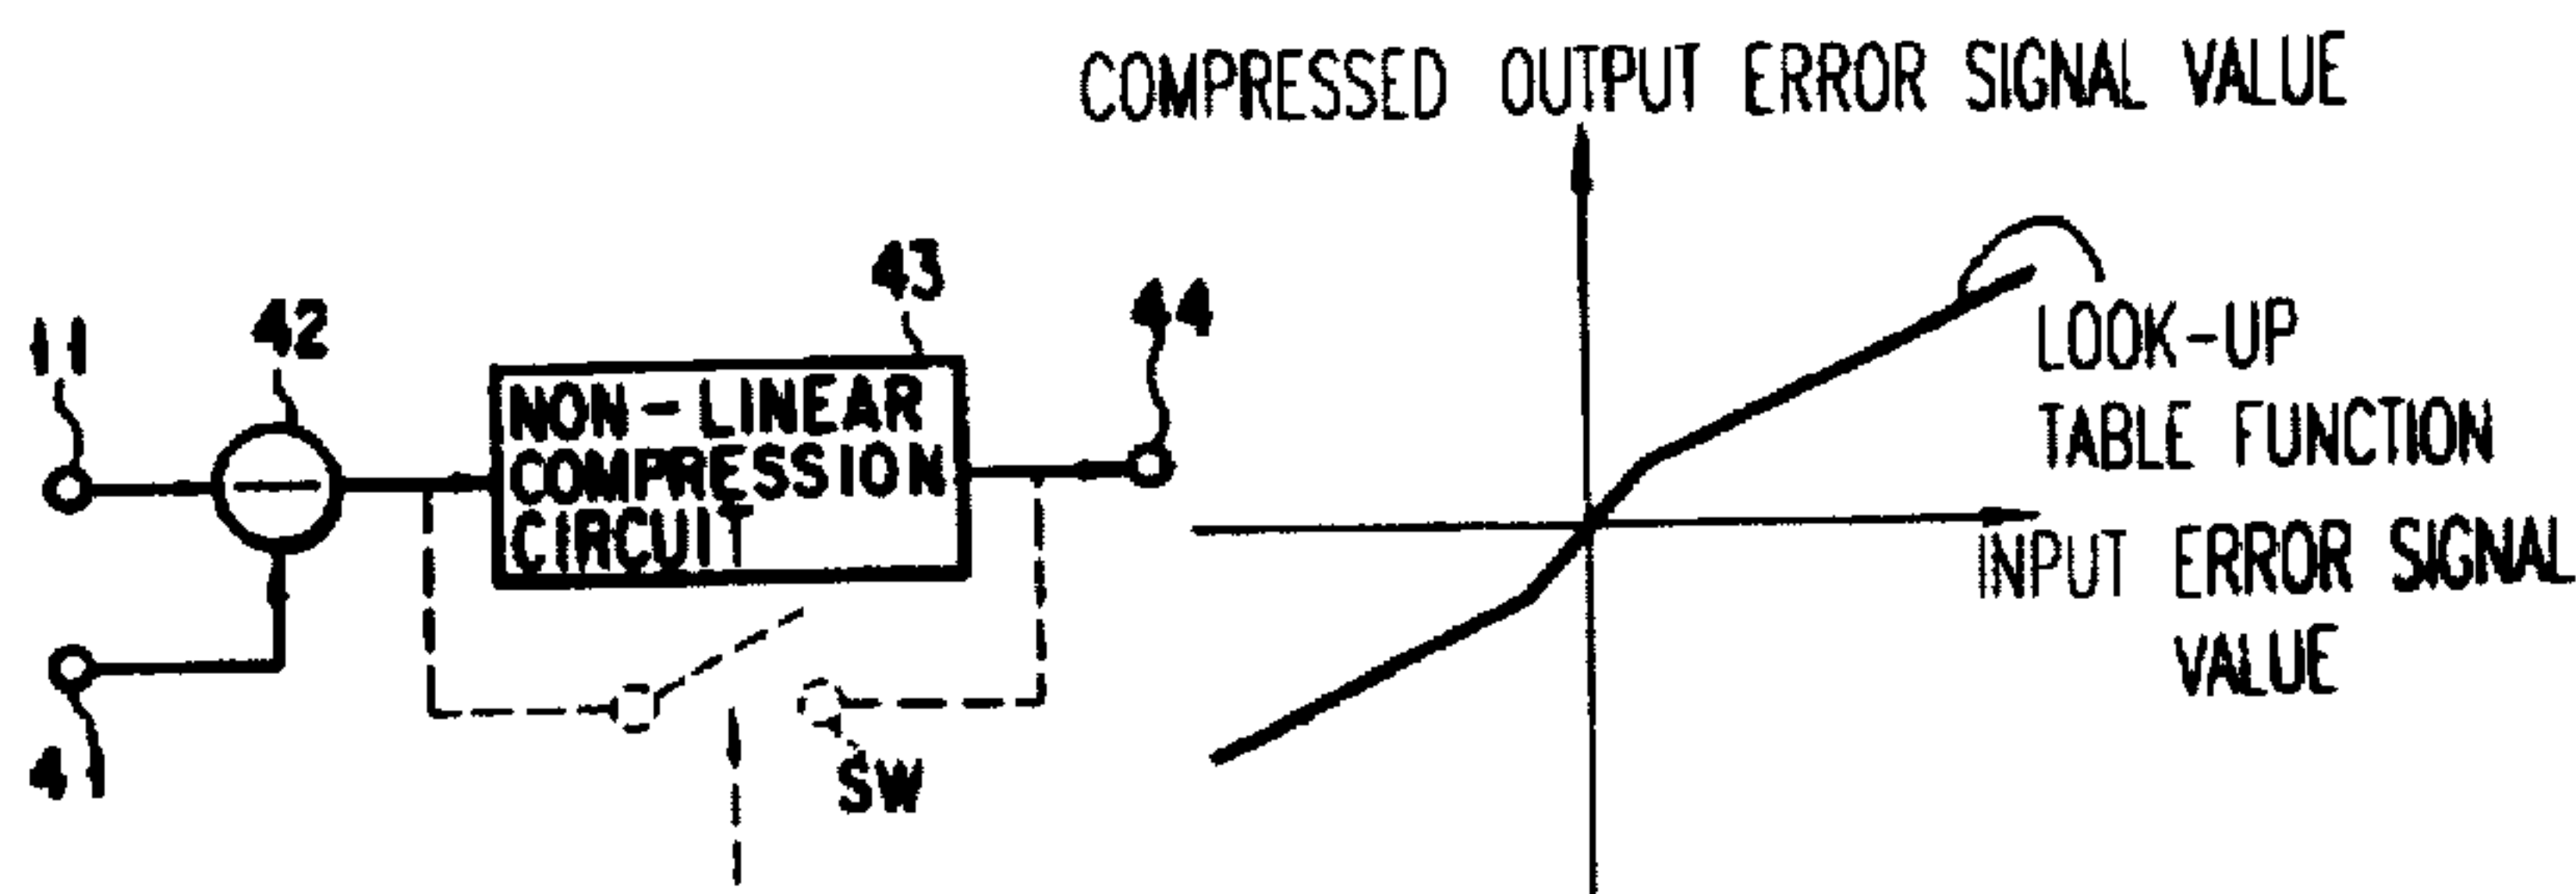 COMPRESSED OUTPUT ERROR SIGNAL VALUE
11
42
43
44
NON-LINEAR
COMPRESSION
CIRCUIT
41
SW
LOOK-UP
TABLE FUNCTION
INPUT ERROR SIGNAL
VALUE